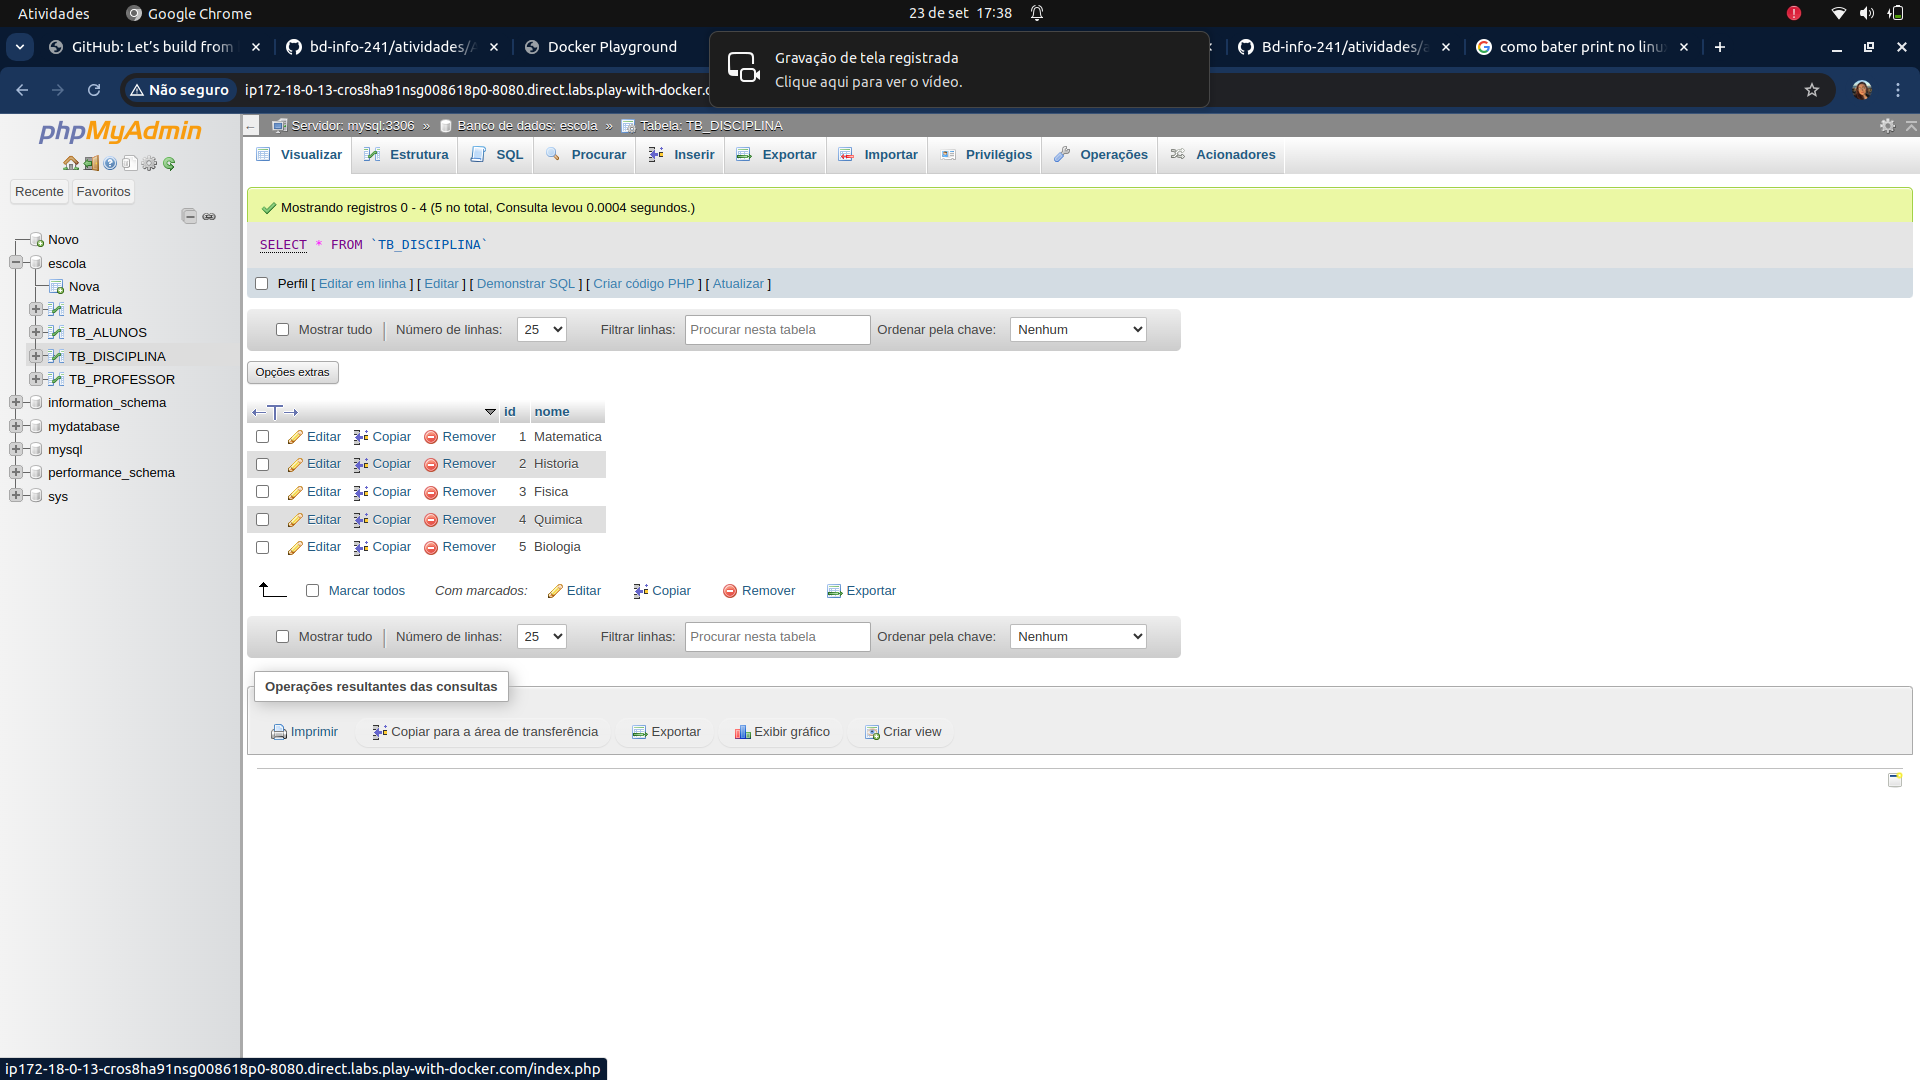 Atividades Google Chrome 23 de set 17:38
GitHub: Let's build from bd-info-241/atividades/A Docker Playground Bd-info-241/atividades/a como bater print no linu
Gravação de tela registrada
Clique aqui para ver o vídeo.
Não seguro ip172-18-0-13-cros8ha91nsg008618p0-8080.direct.labs.play-with-docker.c
phpMyAdmin
Recente Favoritos
Novo
escola
Nova
Matricula
TB_ALUNOS
TB_DISCIPLINA
TB_PROFESSOR
information_schema
mydatabase
mysql
performance_schema
sys
Servidor: mysql:3306 » Banco de dados: escola » Tabela: TB_DISCIPLINA
Visualizar Estrutura SQL Procurar Inserir Exportar Importar Privilégios Operações Acionadores
Mostrando registros 0 - 4 (5 no total, Consulta levou 0.0004 segundos.)
SELECT * FROM `TB_DISCIPLINA`
Perfil [ Editar em linha ] [ Editar ] [ Demonstrar SQL ] [ Criar código PHP ] [ Atualizar ]
Mostrar tudo Número de linhas: 25 Filtrar linhas: Procurar nesta tabela Ordenar pela chave: Nenhum
Opções extras
←T→ id nome
Editar Copiar Remover 1 Matematica
Editar Copiar Remover 2 Historia
Editar Copiar Remover 3 Fisica
Editar Copiar Remover 4 Quimica
Editar Copiar Remover 5 Biologia
Marcar todos Com marcados: Editar Copiar Remover Exportar
Mostrar tudo Número de linhas: 25 Filtrar linhas: Procurar nesta tabela Ordenar pela chave: Nenhum
Operações resultantes das consultas
Imprimir Copiar para a área de transferência Exportar Exibir gráfico Criar view
ip172-18-0-13-cros8ha91nsg008618p0-8080.direct.labs.play-with-docker.com/index.php